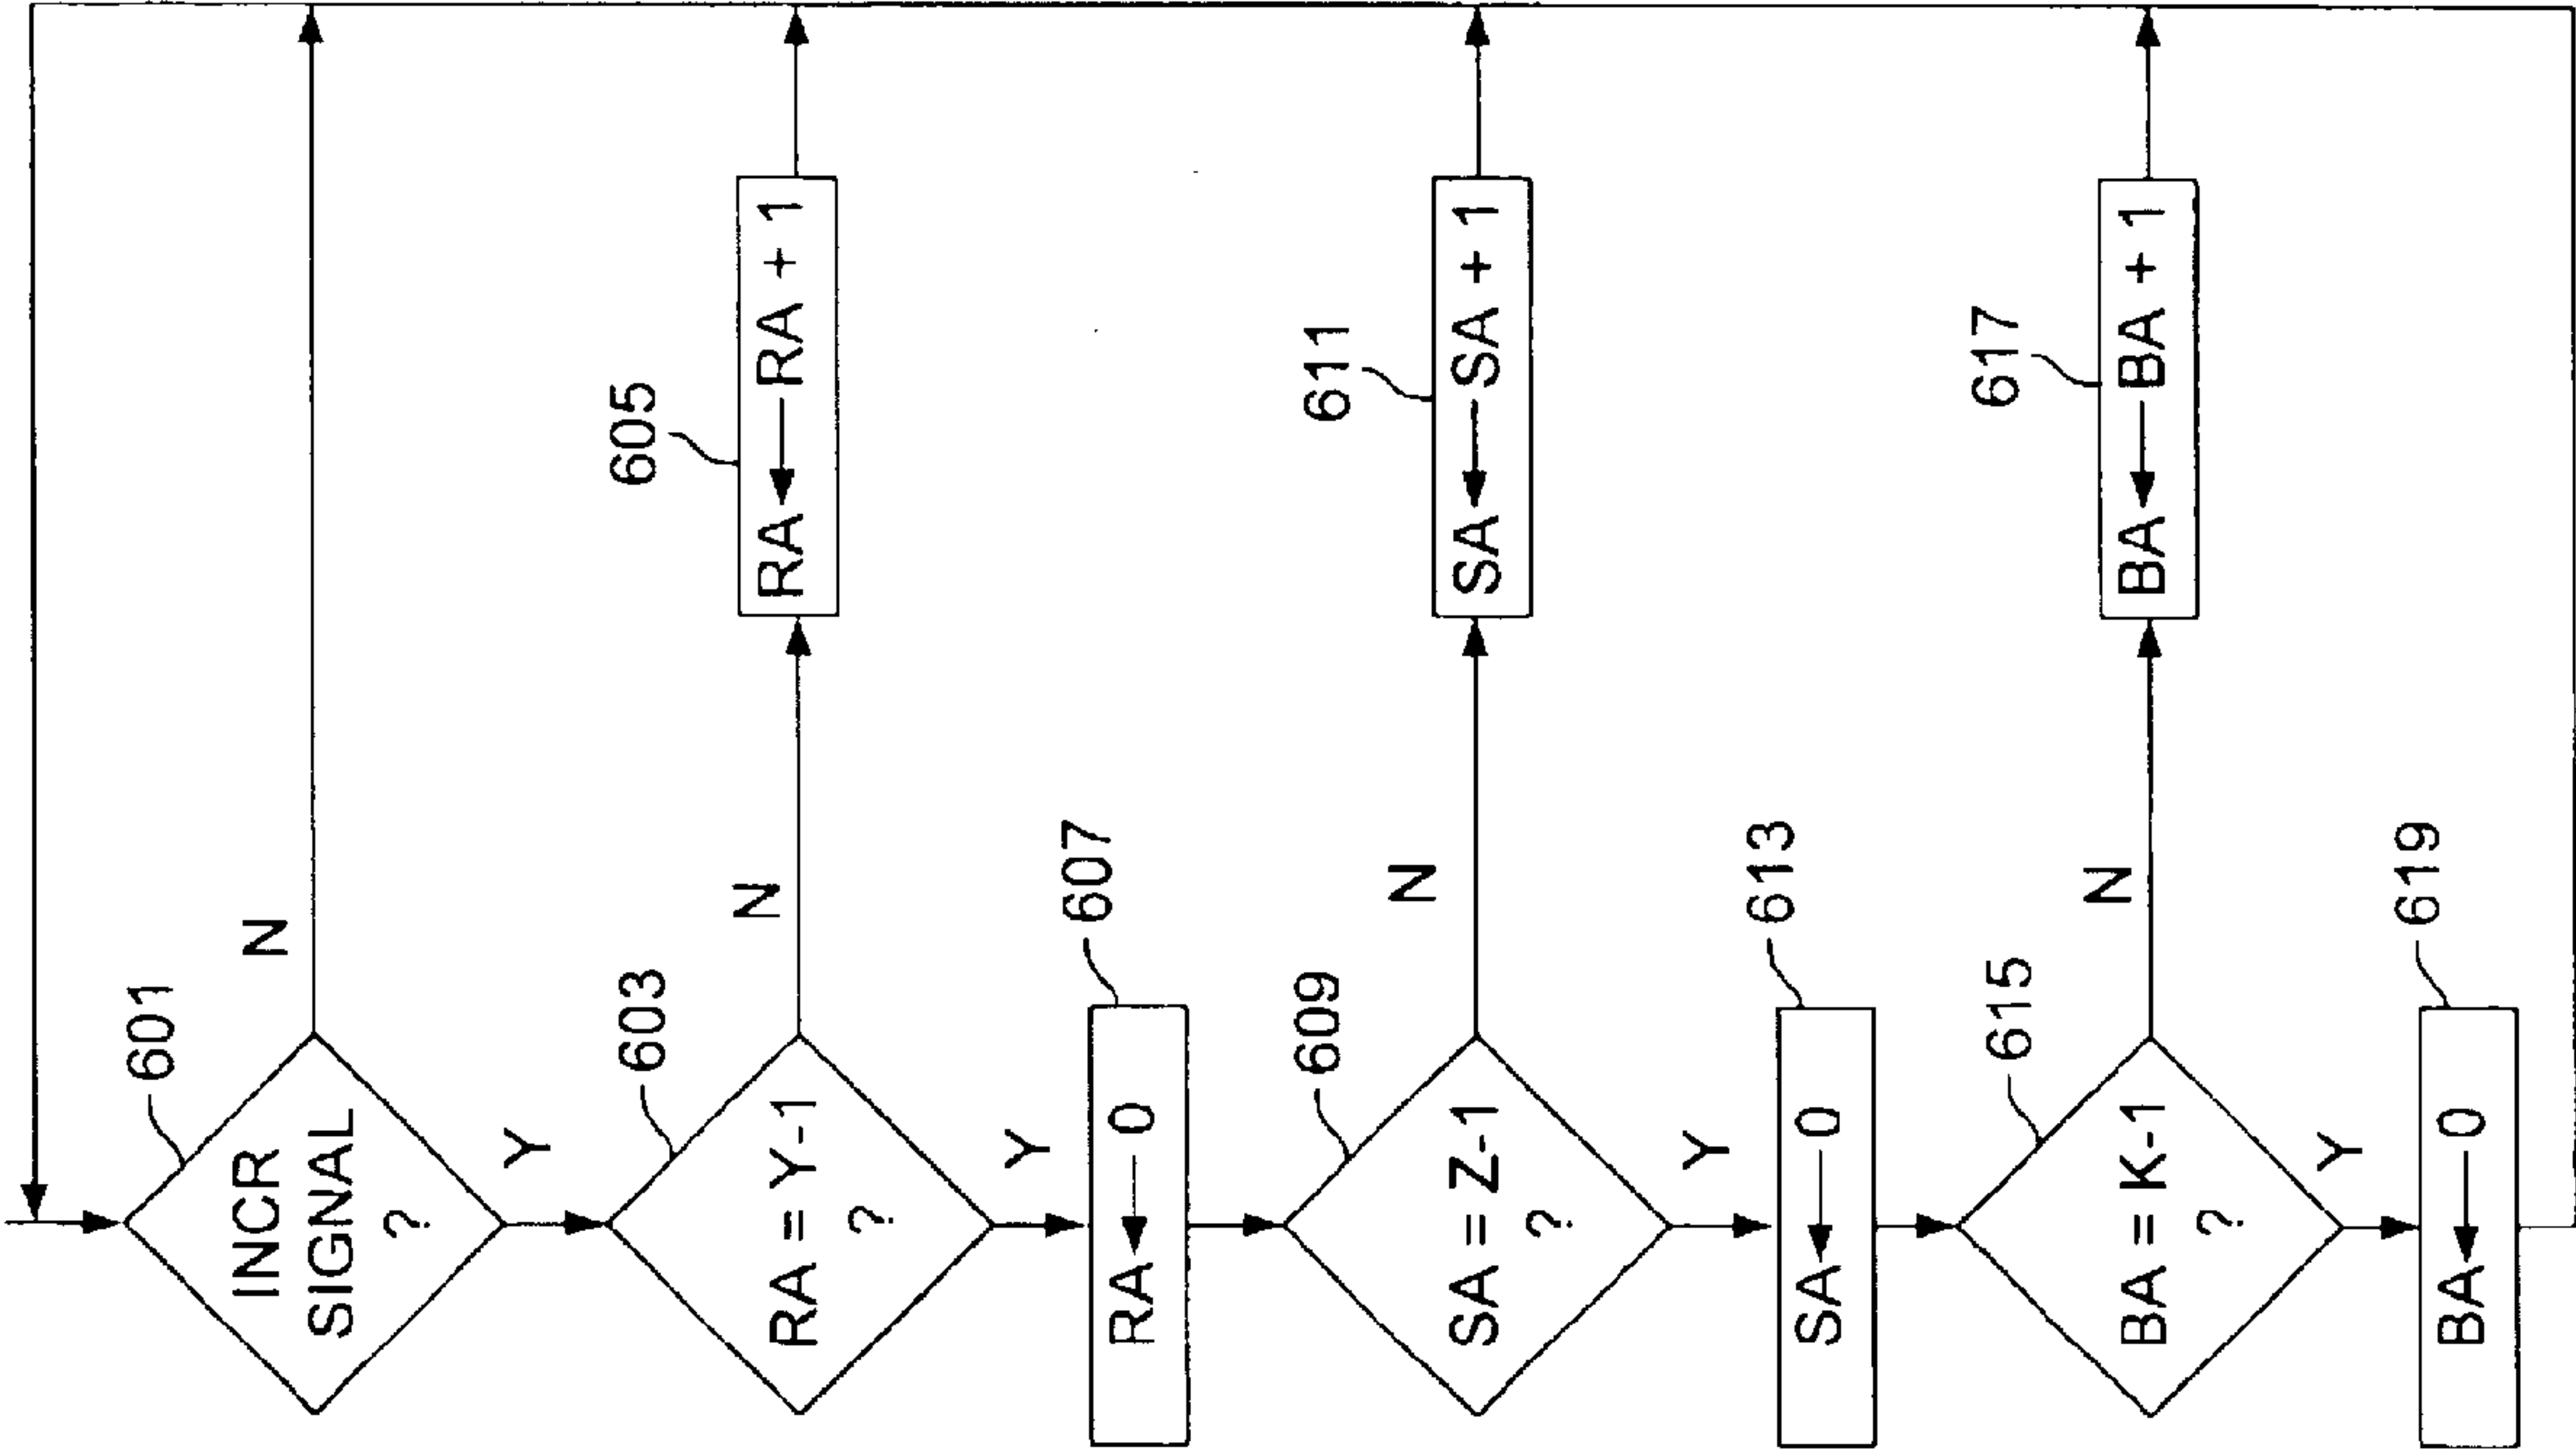 601
INCR
SIGNAL
?
N
Y
603
RA = Y-1
?
N
605
RA ← RA + 1
Y
607
RA ← 0
609
SA = Z-1
?
N
611
SA ← SA + 1
Y
613
SA ← 0
615
BA = K-1
?
N
617
BA ← BA + 1
Y
619
BA ← 0